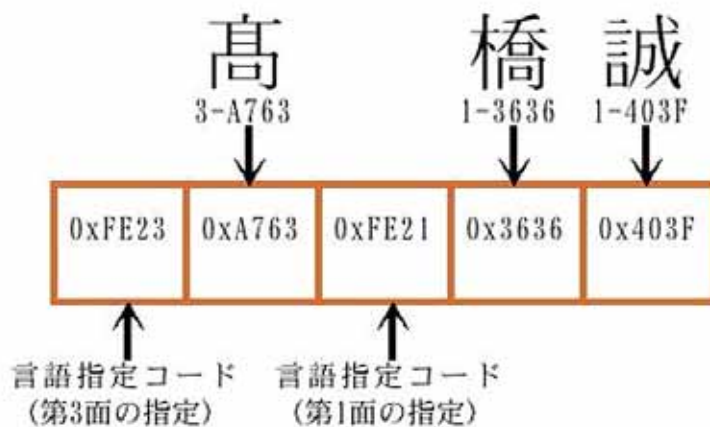 髙 橋 誠
3-A763 1-3636 1-403F
0xFE23 0xA763 0xFE21 0x3636 0x403F
言語指定コード 言語指定コード
(第3面の指定) (第1面の指定)